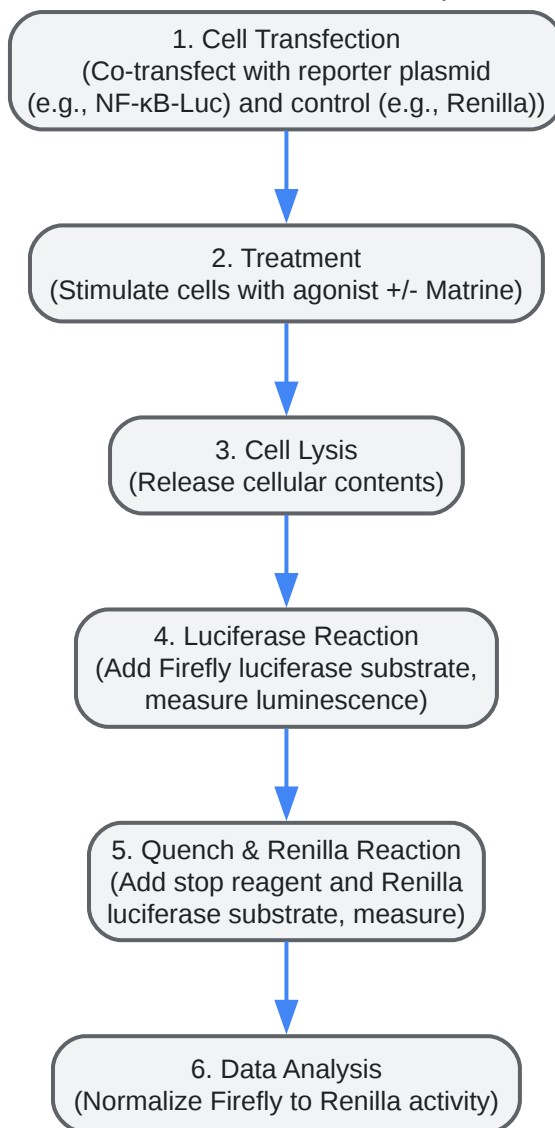 1. Cell Transfection
(Co-transfect with reporter plasmid
(e.g., NF-κB-Luc) and control (e.g., Renilla))
2. Treatment
(Stimulate cells with agonist +/- Matrine)
3. Cell Lysis
(Release cellular contents)
4. Luciferase Reaction
(Add Firefly luciferase substrate,
measure luminescence)
5. Quench & Renilla Reaction
(Add stop reagent and Renilla
luciferase substrate, measure)
6. Data Analysis
(Normalize Firefly to Renilla activity)